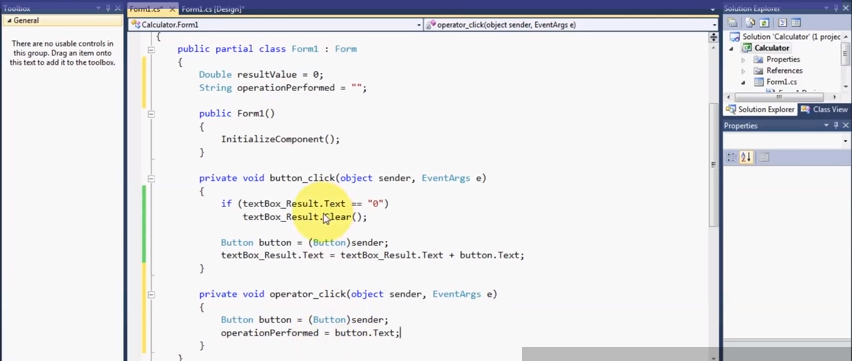 Toolbox
General
There are no usable controls in
this group. Drag an item onto
this text to add it to the toolbox.
Form1.cs* Form1.cs [Design]*
Calculator.Form1 operator_click(object sender, EventArgs e)
{
public partial class Form1 : Form
{
Double resultValue = 0;
String operationPerformed = "";
public Form1()
{
InitializeComponent();
}
private void button_click(object sender, EventArgs e)
{
if (textBox_Result.Text == "0")
textBox_Result.Clear();
Button button = (Button)sender;
textBox_Result.Text = textBox_Result.Text + button.Text;
}
private void operator_click(object sender, EventArgs e)
{
Button button = (Button)sender;
operationPerformed = button.Text;
}
}
Solution Explorer
Solution 'Calculator' (1 proje
Calculator
Properties
References
Form1.cs
Solution Explorer Class View
Properties